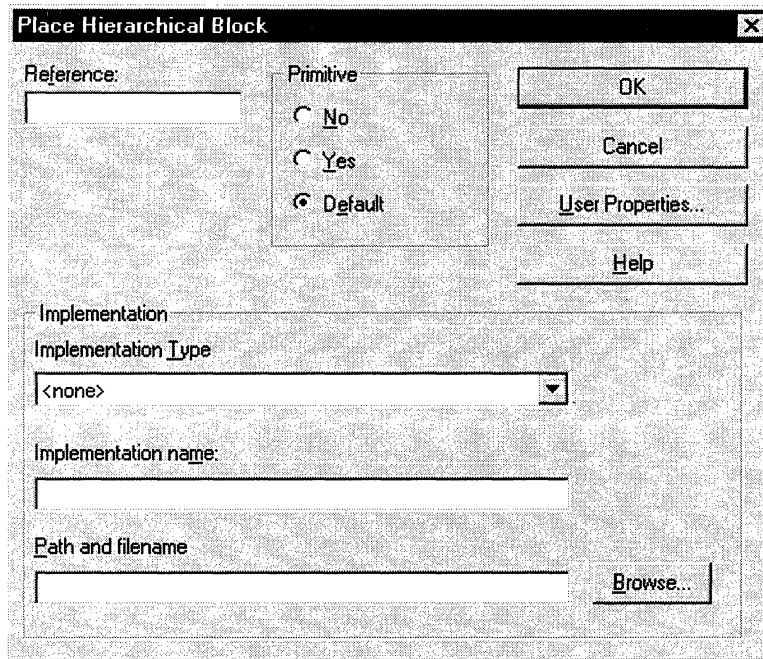 Place Hierarchical Block
Reference:
Primitive
No
Yes
Default
OK
Cancel
User Properties...
Help
Implementation
Implementation Type
<none>
Implementation name:
Path and filename
Browse...